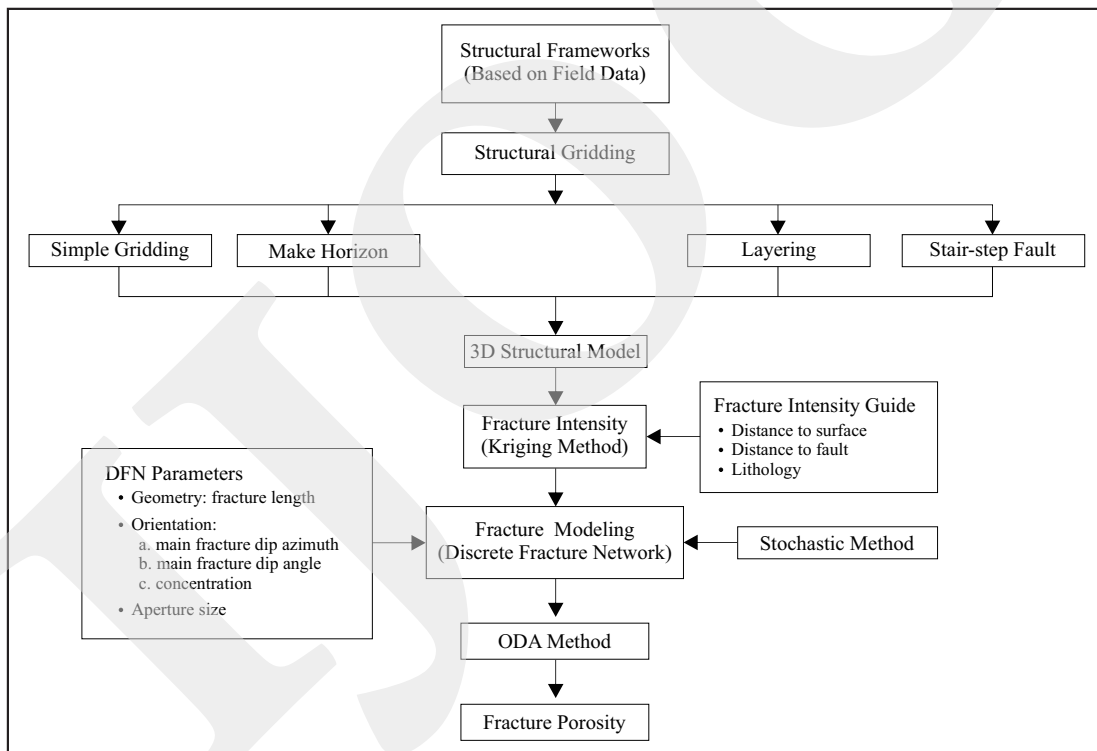 Structural Frameworks
(Based on Field Data)
Structural Gridding
Simple Gridding
Make Horizon
Layering
Stair-step Fault
3D Structural Model
Fracture Intensity
(Kriging Method)
Fracture Intensity Guide
• Distance to surface
• Distance to fault
• Lithology
DFN Parameters
• Geometry: fracture length
• Orientation:
a. main fracture dip azimuth
b. main fracture dip angle
c. concentration
• Aperture size
Fracture Modeling
(Discrete Fracture Network)
Stochastic Method
ODA Method
Fracture Porosity